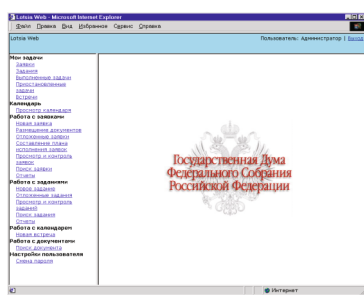 Lotsia Web - Microsoft Internet Explorer
Файл Правка Вид Избранное Сервис Справка
Lotsia Web
Пользователь: Администратор | Выход
Мои задачи
Заявки
Задания
Выполненные задачи
Приостановленные
задачи
Встречи
Календарь
Просмотр календаря
Работа с заявками
Новая заявка
Размещение документов
Отложенные заявки
Составление плана
исполнения заявок
Просмотр и контроль
заявок
Поиск заявки
Отчеты
Работа с заданиями
Новое задание
Отложенные задания
Просмотр и контроль
заданий
Поиск задания
Отчеты
Работа с календарем
Новая встреча
Работа с документами
Поиск документа
Настройки пользователя
Смена пароля
Государственная Дума
Федерального Собрания
Российской Федерации
Интернет